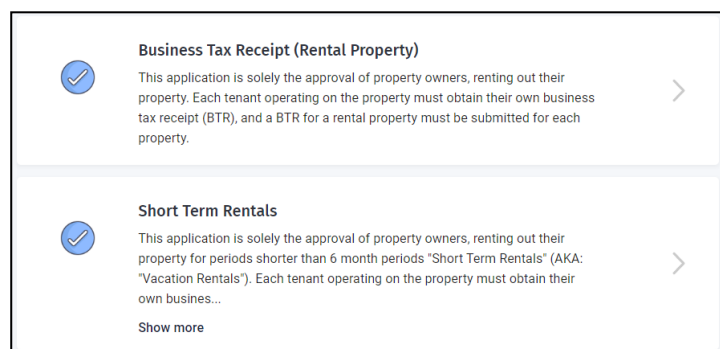 Business Tax Receipt (Rental Property)
This application is solely the approval of property owners, renting out their
property. Each tenant operating on the property must obtain their own business
tax receipt (BTR), and a BTR for a rental property must be submitted for each
property.
Short Term Rentals
This application is solely the approval of property owners, renting out their
property for periods shorter than 6 month periods "Short Term Rentals" (AKA:
"Vacation Rentals"). Each tenant operating on the property must obtain their
own busines...
Show more